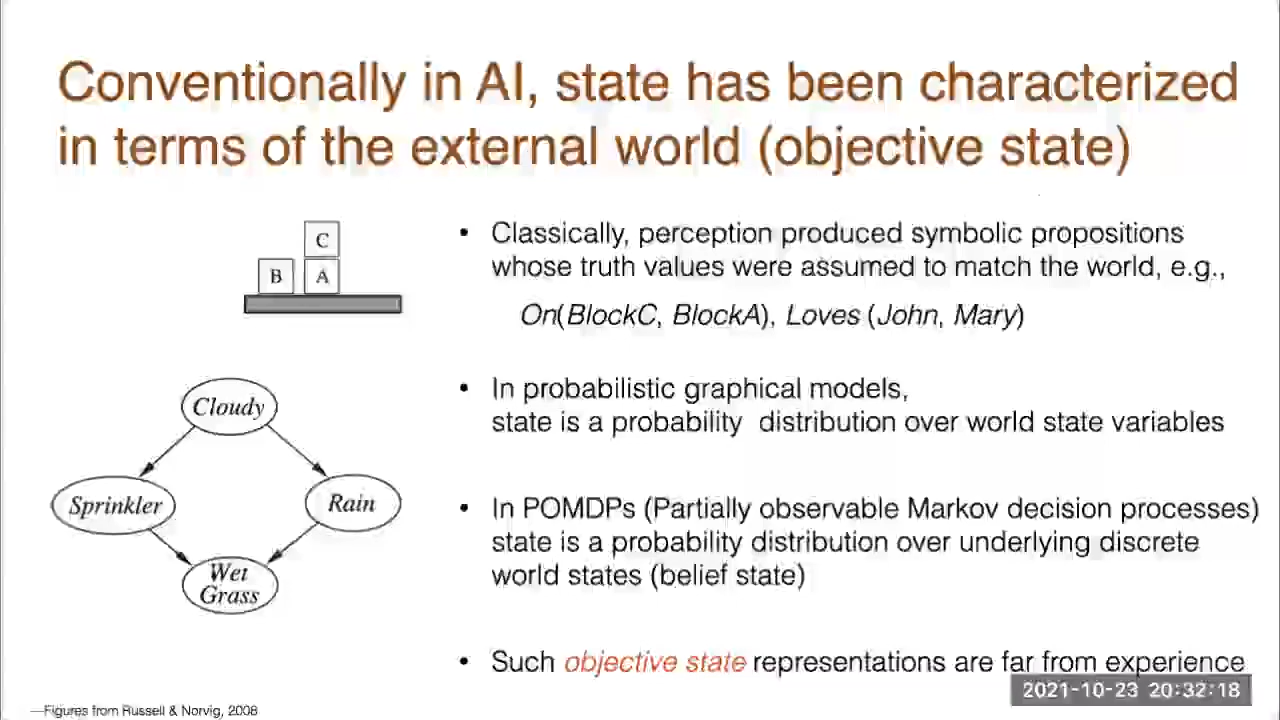 Conventionally in AI, state has been characterized
in terms of the external world (objective state)
C
B A
• Classically, perception produced symbolic propositions
whose truth values were assumed to match the world, e.g.,
On(BlockC, BlockA), Loves (John, Mary)
Cloudy
Sprinkler
Rain
Wet
Grass
• In probabilistic graphical models,
state is a probability distribution over world state variables
• In POMDPs (Partially observable Markov decision processes)
state is a probability distribution over underlying discrete
world states (belief state)
• Such objective state representations are far from experience
2021-10-23 20:32:18
—Figures from Russell & Norvig, 2008